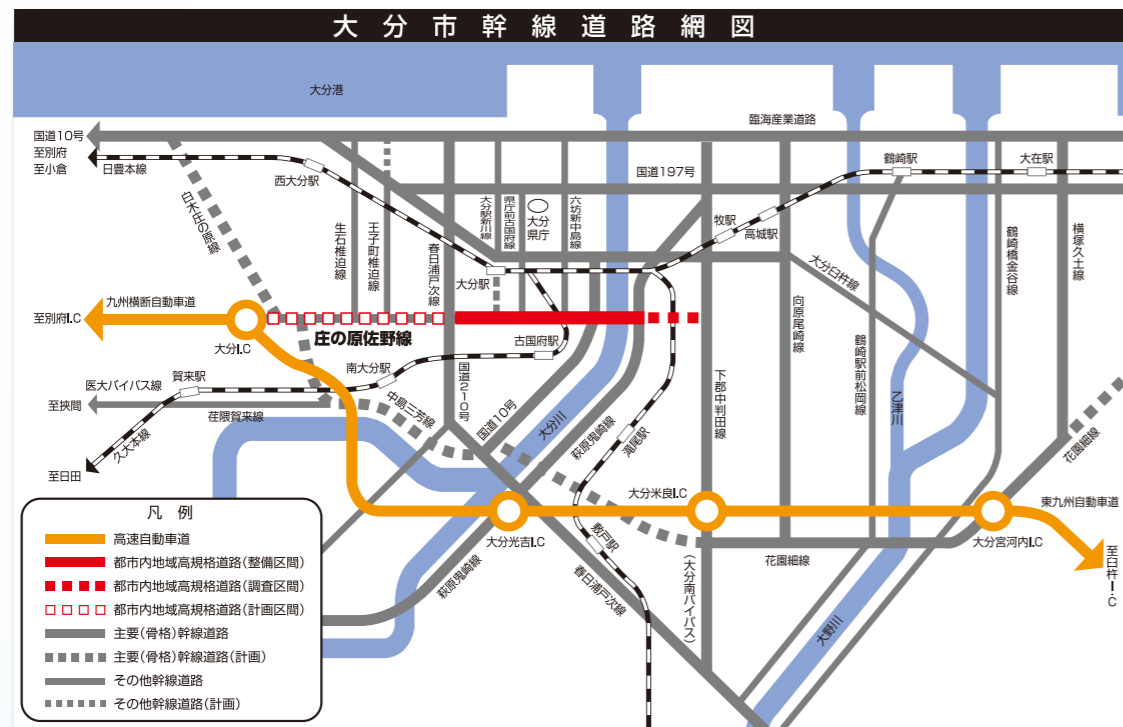 大分市幹線道路網図
大分港
国道10号
至別府
至小倉
日豊本線
臨海産業道路
国道197号
西大分駅
鶴崎駅
大在駅
白木庄の原線
生石椎迫線
王子町椎迫線
春日浦戸次線
大分駅新川線
県庁前古国府線
大分
県庁
六坊新中島線
牧駅
高城駅
大分臼杵線
鶴崎橋金谷線
横塚久土線
大分駅
向原尾崎線
九州横断自動車道
至別府I.C
大分I.C
庄の原佐野線
古国府駅
南大分駅
賀来駅
医大バイパス線
至挾間
荏隈賀来線
中島三芳線
国道210号
国道10号
大分川
萩原鬼崎線
滝尾駅
下郡中判田線
鶴崎駅前松岡線
乙津川
花園細線
久大本線
至日田
大分光吉I.C
大分米良I.C
大分宮河内I.C
東九州自動車道
至臼杵I.C
敷戸駅
春日浦戸次線
(大分南バイパス)
花園細線
大野川
萩原鬼崎線
凡例
高速自動車道
都市内地域高規格道路(整備区間)
都市内地域高規格道路(調査区間)
都市内地域高規格道路(計画区間)
主要(骨格)幹線道路
主要(骨格)幹線道路(計画)
その他幹線道路
その他幹線道路(計画)